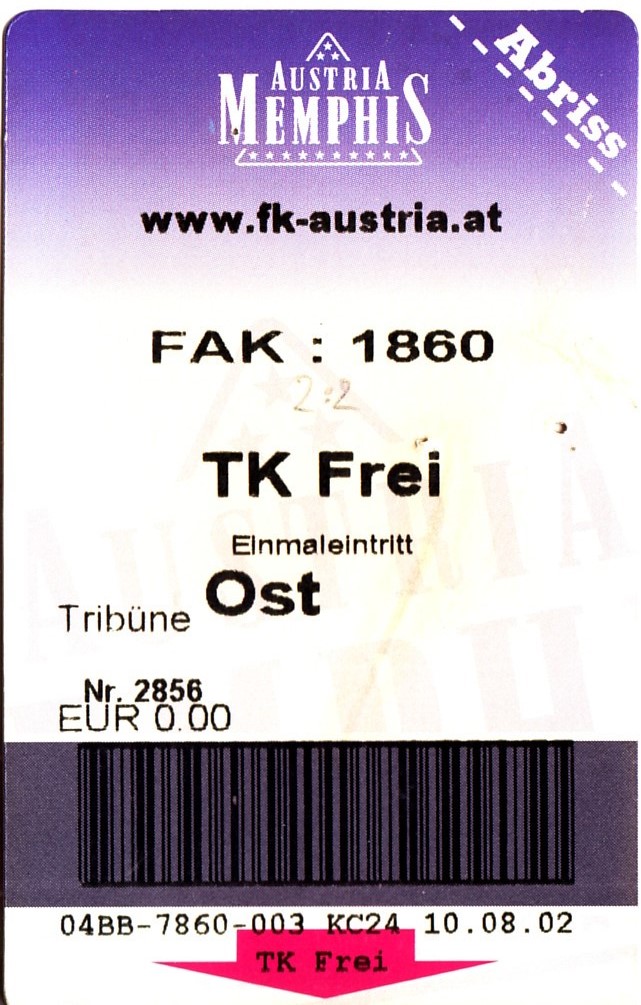 AUSTRIA
MEMPHIS
Abriss
www.fk-austria.at
FAK : 1860
2:2
TK Frei
Einmaleintritt
Tribüne Ost
Nr. 2856
EUR 0.00
04BB-7860-003 KC24 10.08.02
TK Frei